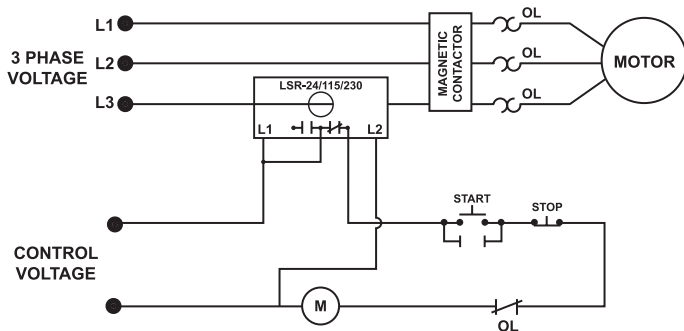 L1
OL
3 PHASE
VOLTAGE
L2
MAGNETIC
CONTACTOR
OL
MOTOR
LSR-24/115/230
L3
OL
L1
L2
START
STOP
CONTROL
VOLTAGE
M
OL